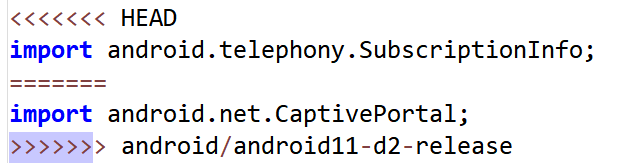 <<<<<<< HEAD
import android.telephony.SubscriptionInfo;
=======
import android.net.CaptivePortal;
>>>>>>> android/android11-d2-release